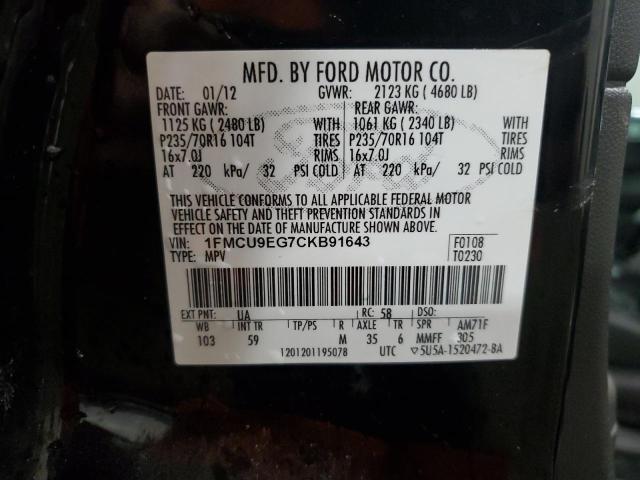 MFD. BY FORD MOTOR CO.
DATE: 01/12 GVWR: 2123 KG ( 4680 LB)
FRONT GAWR: REAR GAWR:
1125 KG ( 2480 LB) WITH 1061 KG ( 2340 LB) WITH
P235/70R16 104T TIRES P235/70R16 104T TIRES
16x7.0J RIMS 16x7.0J RIMS
AT 220 kPa/ 32 PSI COLD AT 220 kPa/ 32 PSI COLD
THIS VEHICLE CONFORMS TO ALL APPLICABLE FEDERAL MOTOR
VEHICLE SAFETY AND THEFT PREVENTION STANDARDS IN
EFFECT ON THE DATE OF MANUFACTURE SHOWN ABOVE.
VIN: 1FMCU9EG7CKB91643 F0108
TYPE: MPV T0230
EXT PNT: UA RC: 58 DSO:
WB INT TR TP/PS R AXLE TR SPR AM71F
103 59 M 35 6 MMFF 305
1201201195078 UTC ▽5U5A-1520472-BA